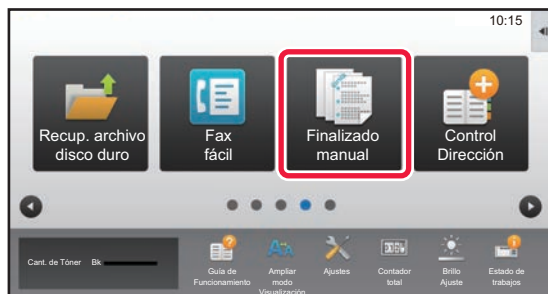 10:15
Recup. archivo
disco duro
Fax
fácil
Finalizado
manual
Control
Dirección
Cant. de Tóner Bk
Guía de
Funcionamiento
Ampliar
modo
Visualización
Ajustes
Contador
total
Brillo
Ajuste
Estado de
trabajos